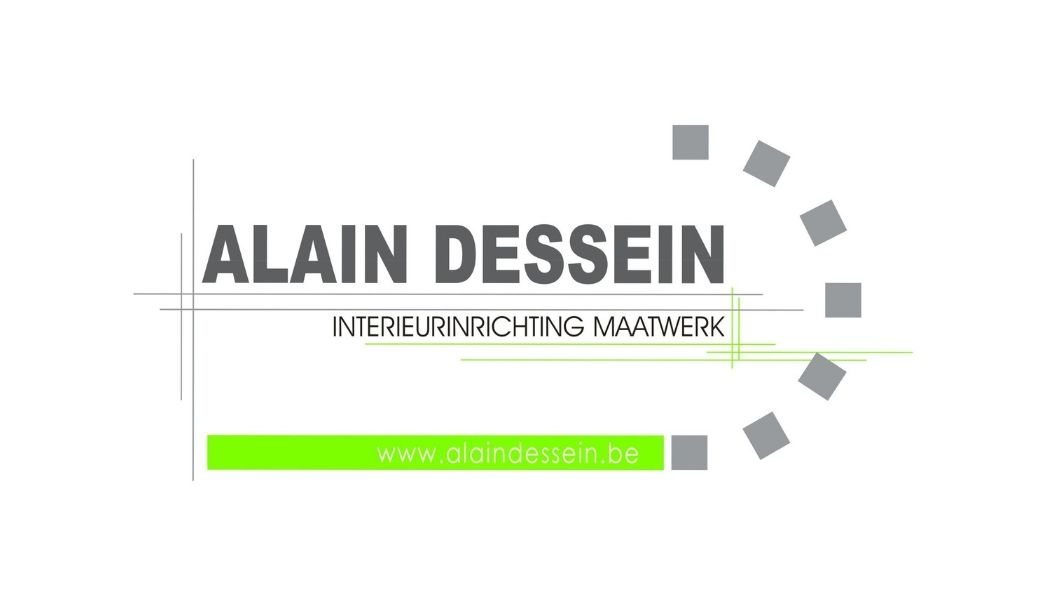 ALAIN DESSEIN
INTERIEURINRICHTING MAATWERK
www.alaindessein.be